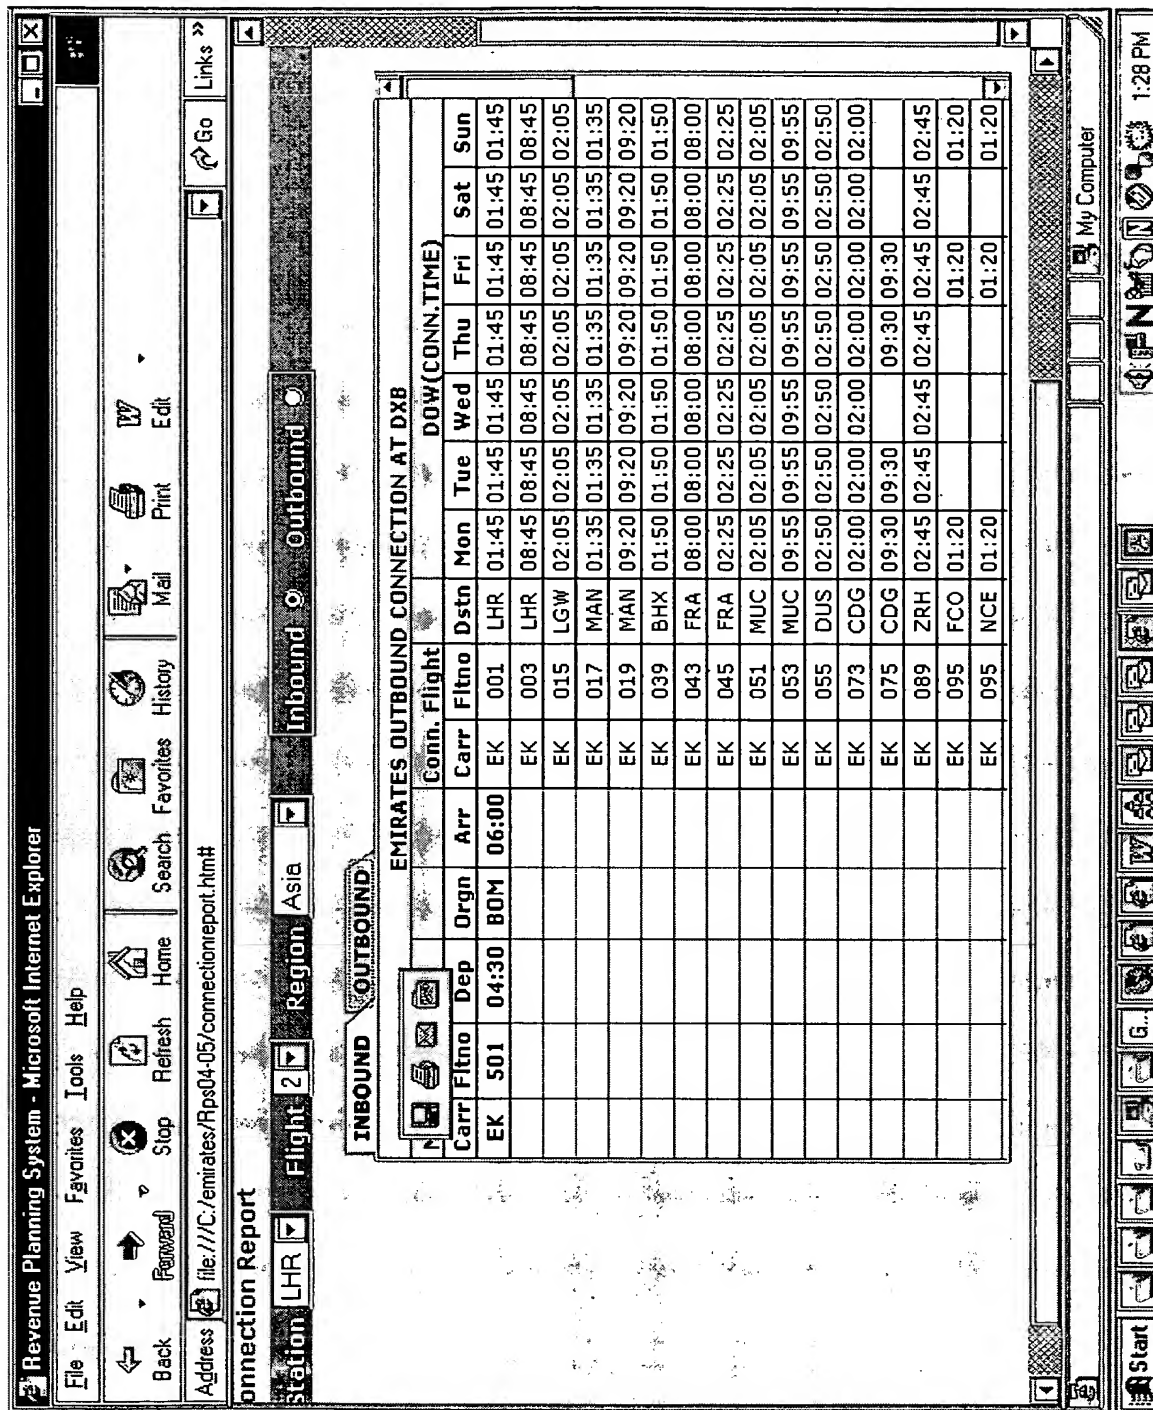 Revenue Planning System - Microsoft Internet Explorer
File Edit View Favorites Tools Help
Back Forward Stop Refresh Home Search Favorites History Mail Print Edit
Address file:///C:/emirates/Rps04-05/connectionreport.htm# Go Links »
onnection Report
Station LHR Flight 2 Region Asia Inbound Outbound
INBOUND OUTBOUND
EMIRATES OUTBOUND CONNECTION AT DXB
Conn. Flight DOW(CONN.TIME)
Carr Fltno Dep Orgn Arr Carr Fltno Dstn Mon Tue Wed Thu Fri Sat Sun
EK 501 04:30 BOM 06:00 EK 001 LHR 01:45 01:45 01:45 01:45 01:45 01:45 01:45
EK 003 LHR 08:45 08:45 08:45 08:45 08:45 08:45 08:45
EK 015 LGW 02:05 02:05 02:05 02:05 02:05 02:05 02:05
EK 017 MAN 01:35 01:35 01:35 01:35 01:35 01:35 01:35
EK 019 MAN 09:20 09:20 09:20 09:20 09:20 09:20 09:20
EK 039 BHX 01:50 01:50 01:50 01:50 01:50 01:50 01:50
EK 043 FRA 08:00 08:00 08:00 08:00 08:00 08:00 08:00
EK 045 FRA 02:25 02:25 02:25 02:25 02:25 02:25 02:25
EK 051 MUC 02:05 02:05 02:05 02:05 02:05 02:05 02:05
EK 053 MUC 09:55 09:55 09:55 09:55 09:55 09:55 09:55
EK 055 DUS 02:50 02:50 02:50 02:50 02:50 02:50 02:50
EK 073 CDG 02:00 02:00 02:00 02:00 02:00 02:00 02:00
EK 075 CDG 09:30 09:30 09:30 09:30
EK 089 ZRH 02:45 02:45 02:45 02:45 02:45 02:45 02:45
EK 095 FCO 01:20 01:20 01:20
EK 095 NCE 01:20 01:20 01:20
My Computer
Start G... 1:28 PM